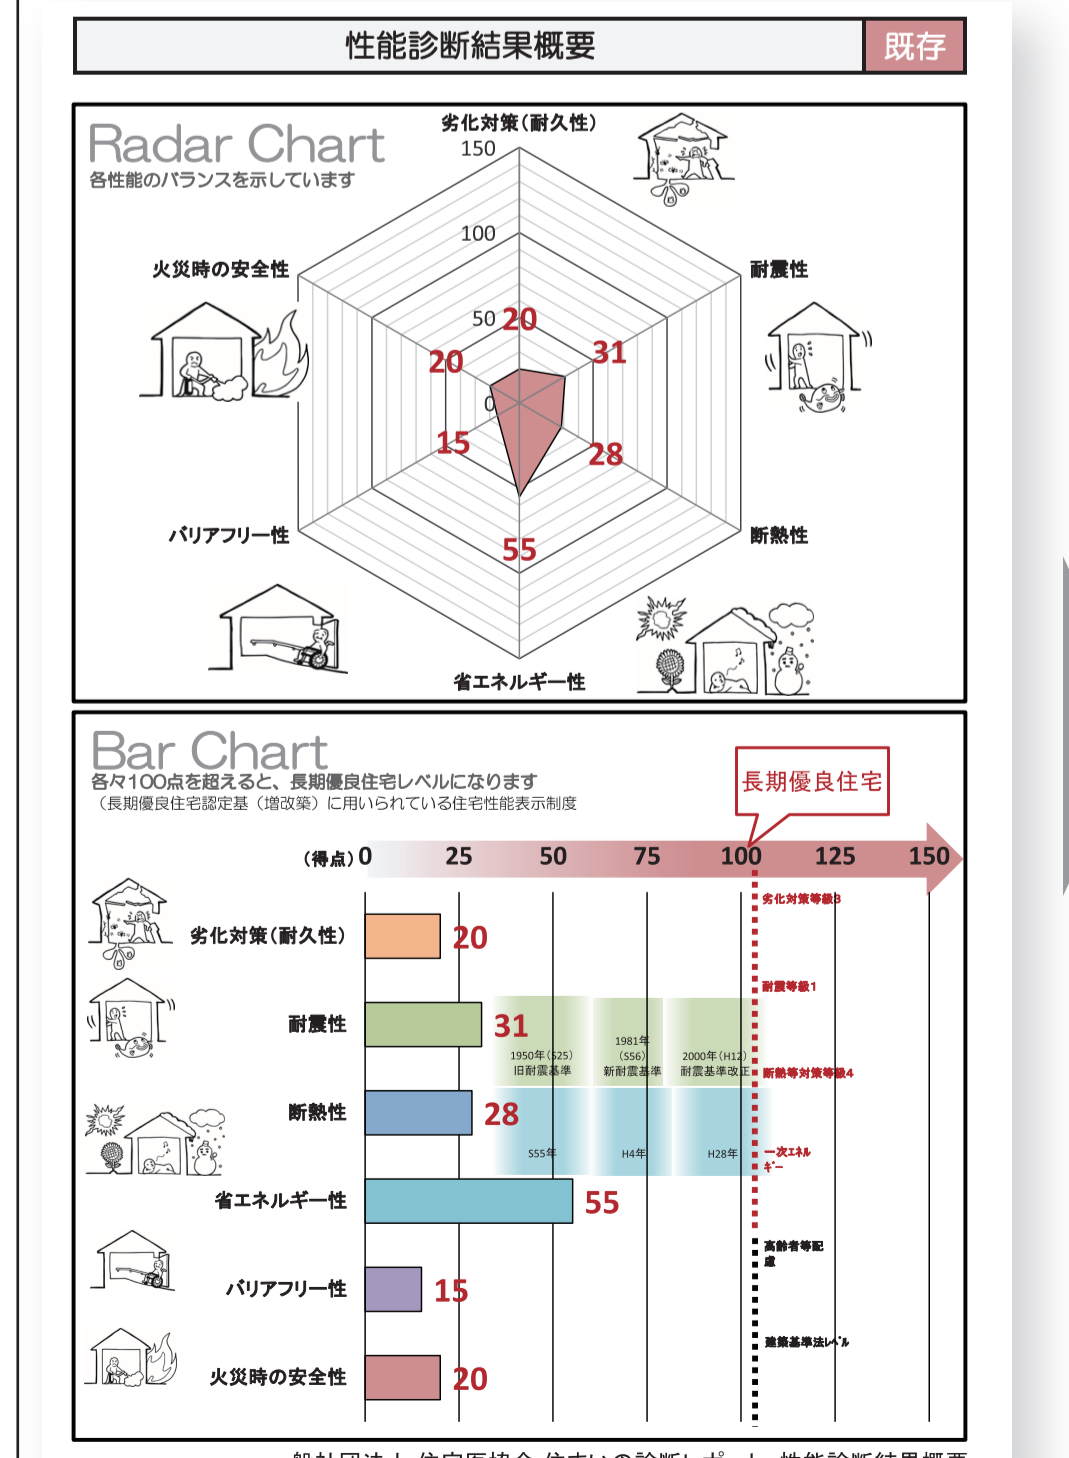 性能診断結果概要
既存
Radar Chart
各性能のバランスを示しています
劣化対策(耐久性)
150
100
50
0
20
31
28
55
15
20
火災時の安全性
耐震性
バリアフリー性
断熱性
省エネルギー性
Bar Chart
各々100点を超えると、長期優良住宅レベルになります
（長期優良住宅認定基（増改築）に用いられている住宅性能表示制度
長期優良住宅
(得点) 0 25 50 75 100 125 150
劣化対策等級3
劣化対策(耐久性) 20
耐震等級1
耐震性 31
1950年(S25)
旧耐震基準
1981年
(S56)
新耐震基準
2000年(H12)
耐震基準改正
断熱等対策等級4
断熱性 28
S55年
H4年
H28年
一次エネル
ギー
省エネルギー性 55
高齢者等配
慮
バリアフリー性 15
建築基準法レベル
火災時の安全性 20